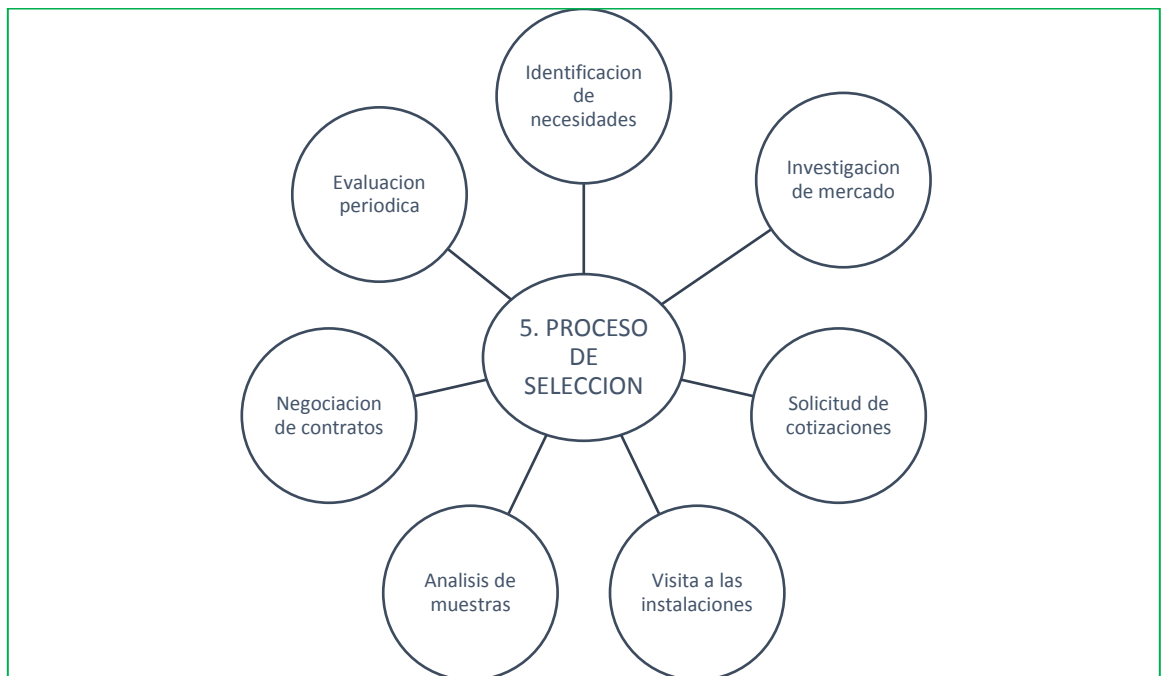 Identificacion
de
necesidades
Investigacion
de mercado
Solicitud de
cotizaciones
Visita a las
instalaciones
Analisis de
muestras
Negociacion
de contratos
Evaluacion
periodica
5. PROCESO
DE
SELECCION